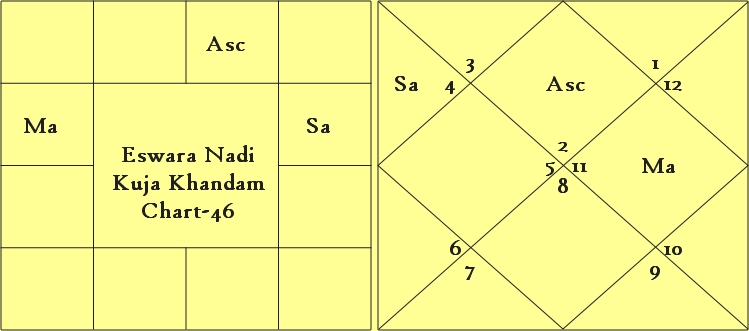 Asc
Ma
Sa
Eswara Nadi
Kuja Khandam
Chart-46
3
1
Sa
4
Asc
12
2
5
11
Ma
8
6
10
7
9